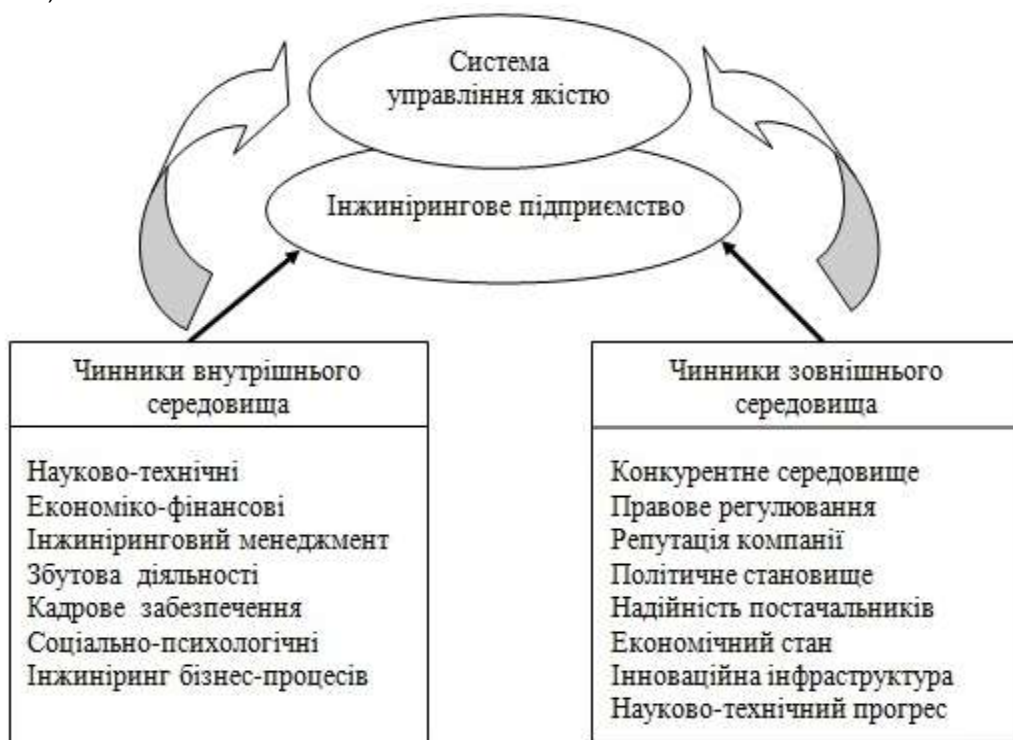 Система
управління якістю
Інжинірингове підприємство
Чинники внутрішнього
середовища
Науково-технічні
Економіко-фінансові
Інжиніринговий менеджмент
Збутова діяльності
Кадрове забезпечення
Соціально-психологічні
Інжиніринг бізнес-процесів
Чинники зовнішнього
середовища
Конкурентне середовище
Правове регулювання
Репутація компанії
Політичне становище
Надійність постачальників
Економічний стан
Інноваційна інфраструктура
Науково-технічний прогрес